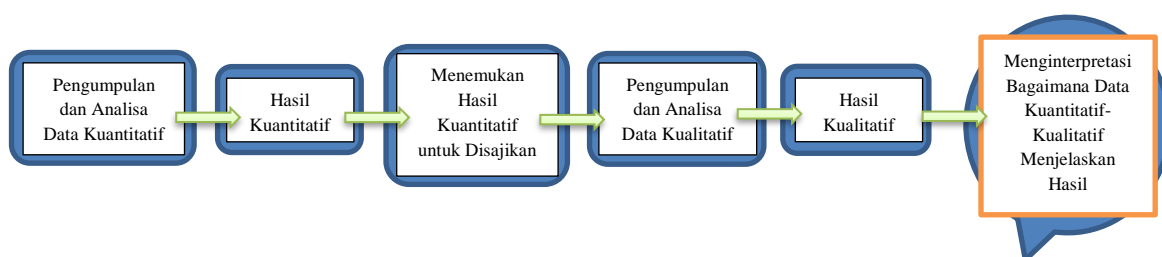 Pengumpulan
dan Analisa
Data Kuantitatif
Hasil
Kuantitatif
Menemukan
Hasil
Kuantitatif
untuk Disajikan
Pengumpulan
dan Analisa
Data Kualitatif
Hasil
Kualitatif
Menginterpretasi
Bagaimana Data
Kuantitatif-
Kualitatif
Menjelaskan
Hasil